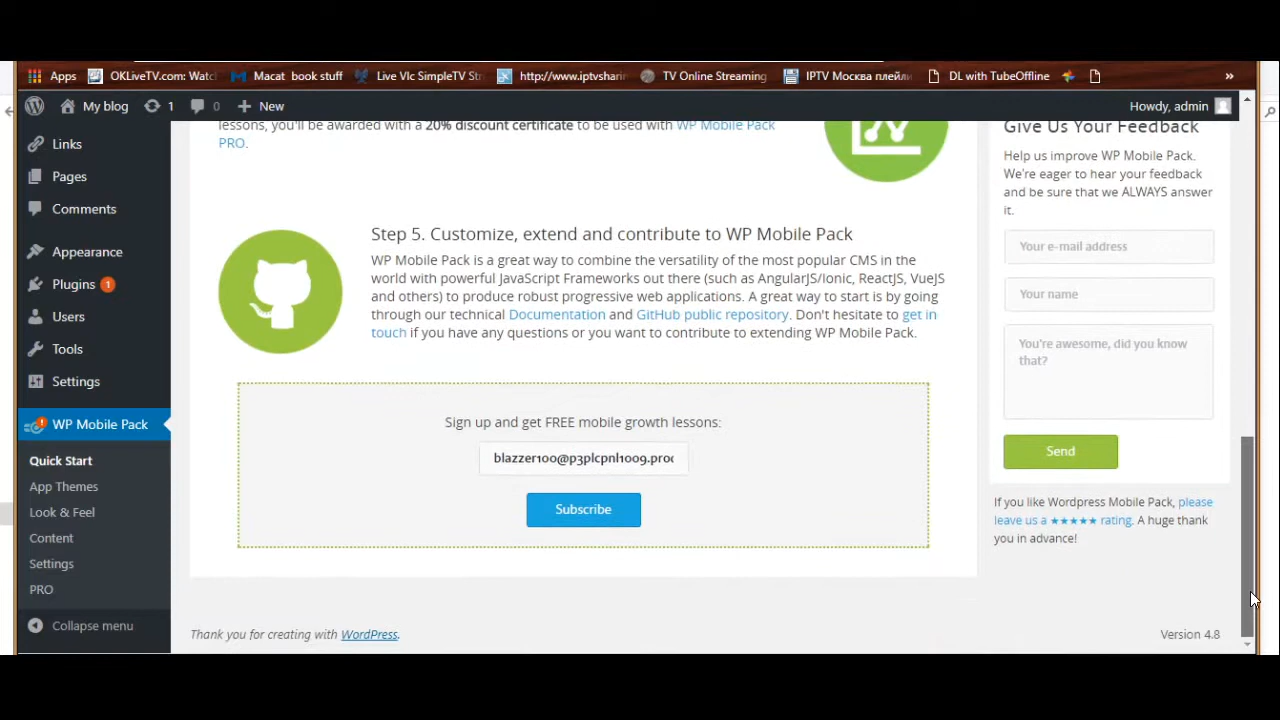 Apps OKLiveTV.com: Watc Macat book stuff Live Vlc SimpleTV Str http://www.iptvsharin TV Online Streaming IPTV Москва плейли DL with TubeOffline »
My blog 1 0 New Howdy, admin
Links
Pages
Comments
Appearance
Plugins 1
Users
Tools
Settings
WP Mobile Pack
Quick Start
App Themes
Look & Feel
Content
Settings
PRO
Collapse menu
lessons, you'll be awarded with a 20% discount certificate to be used with WP Mobile Pack
PRO.
Step 5. Customize, extend and contribute to WP Mobile Pack
WP Mobile Pack is a great way to combine the versatility of the most popular CMS in the
world with powerful JavaScript Frameworks out there (such as AngularJS/Ionic, ReactJS, VueJS
and others) to produce robust progressive web applications. A great way to start is by going
through our technical Documentation and GitHub public repository. Don't hesitate to get in
touch if you have any questions or you want to contribute to extending WP Mobile Pack.
Sign up and get FREE mobile growth lessons:
blazzer100@p3plcpnl1009.proc
Subscribe
Give Us Your Feedback
Help us improve WP Mobile Pack.
We're eager to hear your feedback
and be sure that we ALWAYS answer
it.
Your e-mail address
Your name
You're awesome, did you know
that?
Send
If you like Wordpress Mobile Pack, please
leave us a ★★★★★ rating. A huge thank
you in advance!
Thank you for creating with WordPress.
Version 4.8